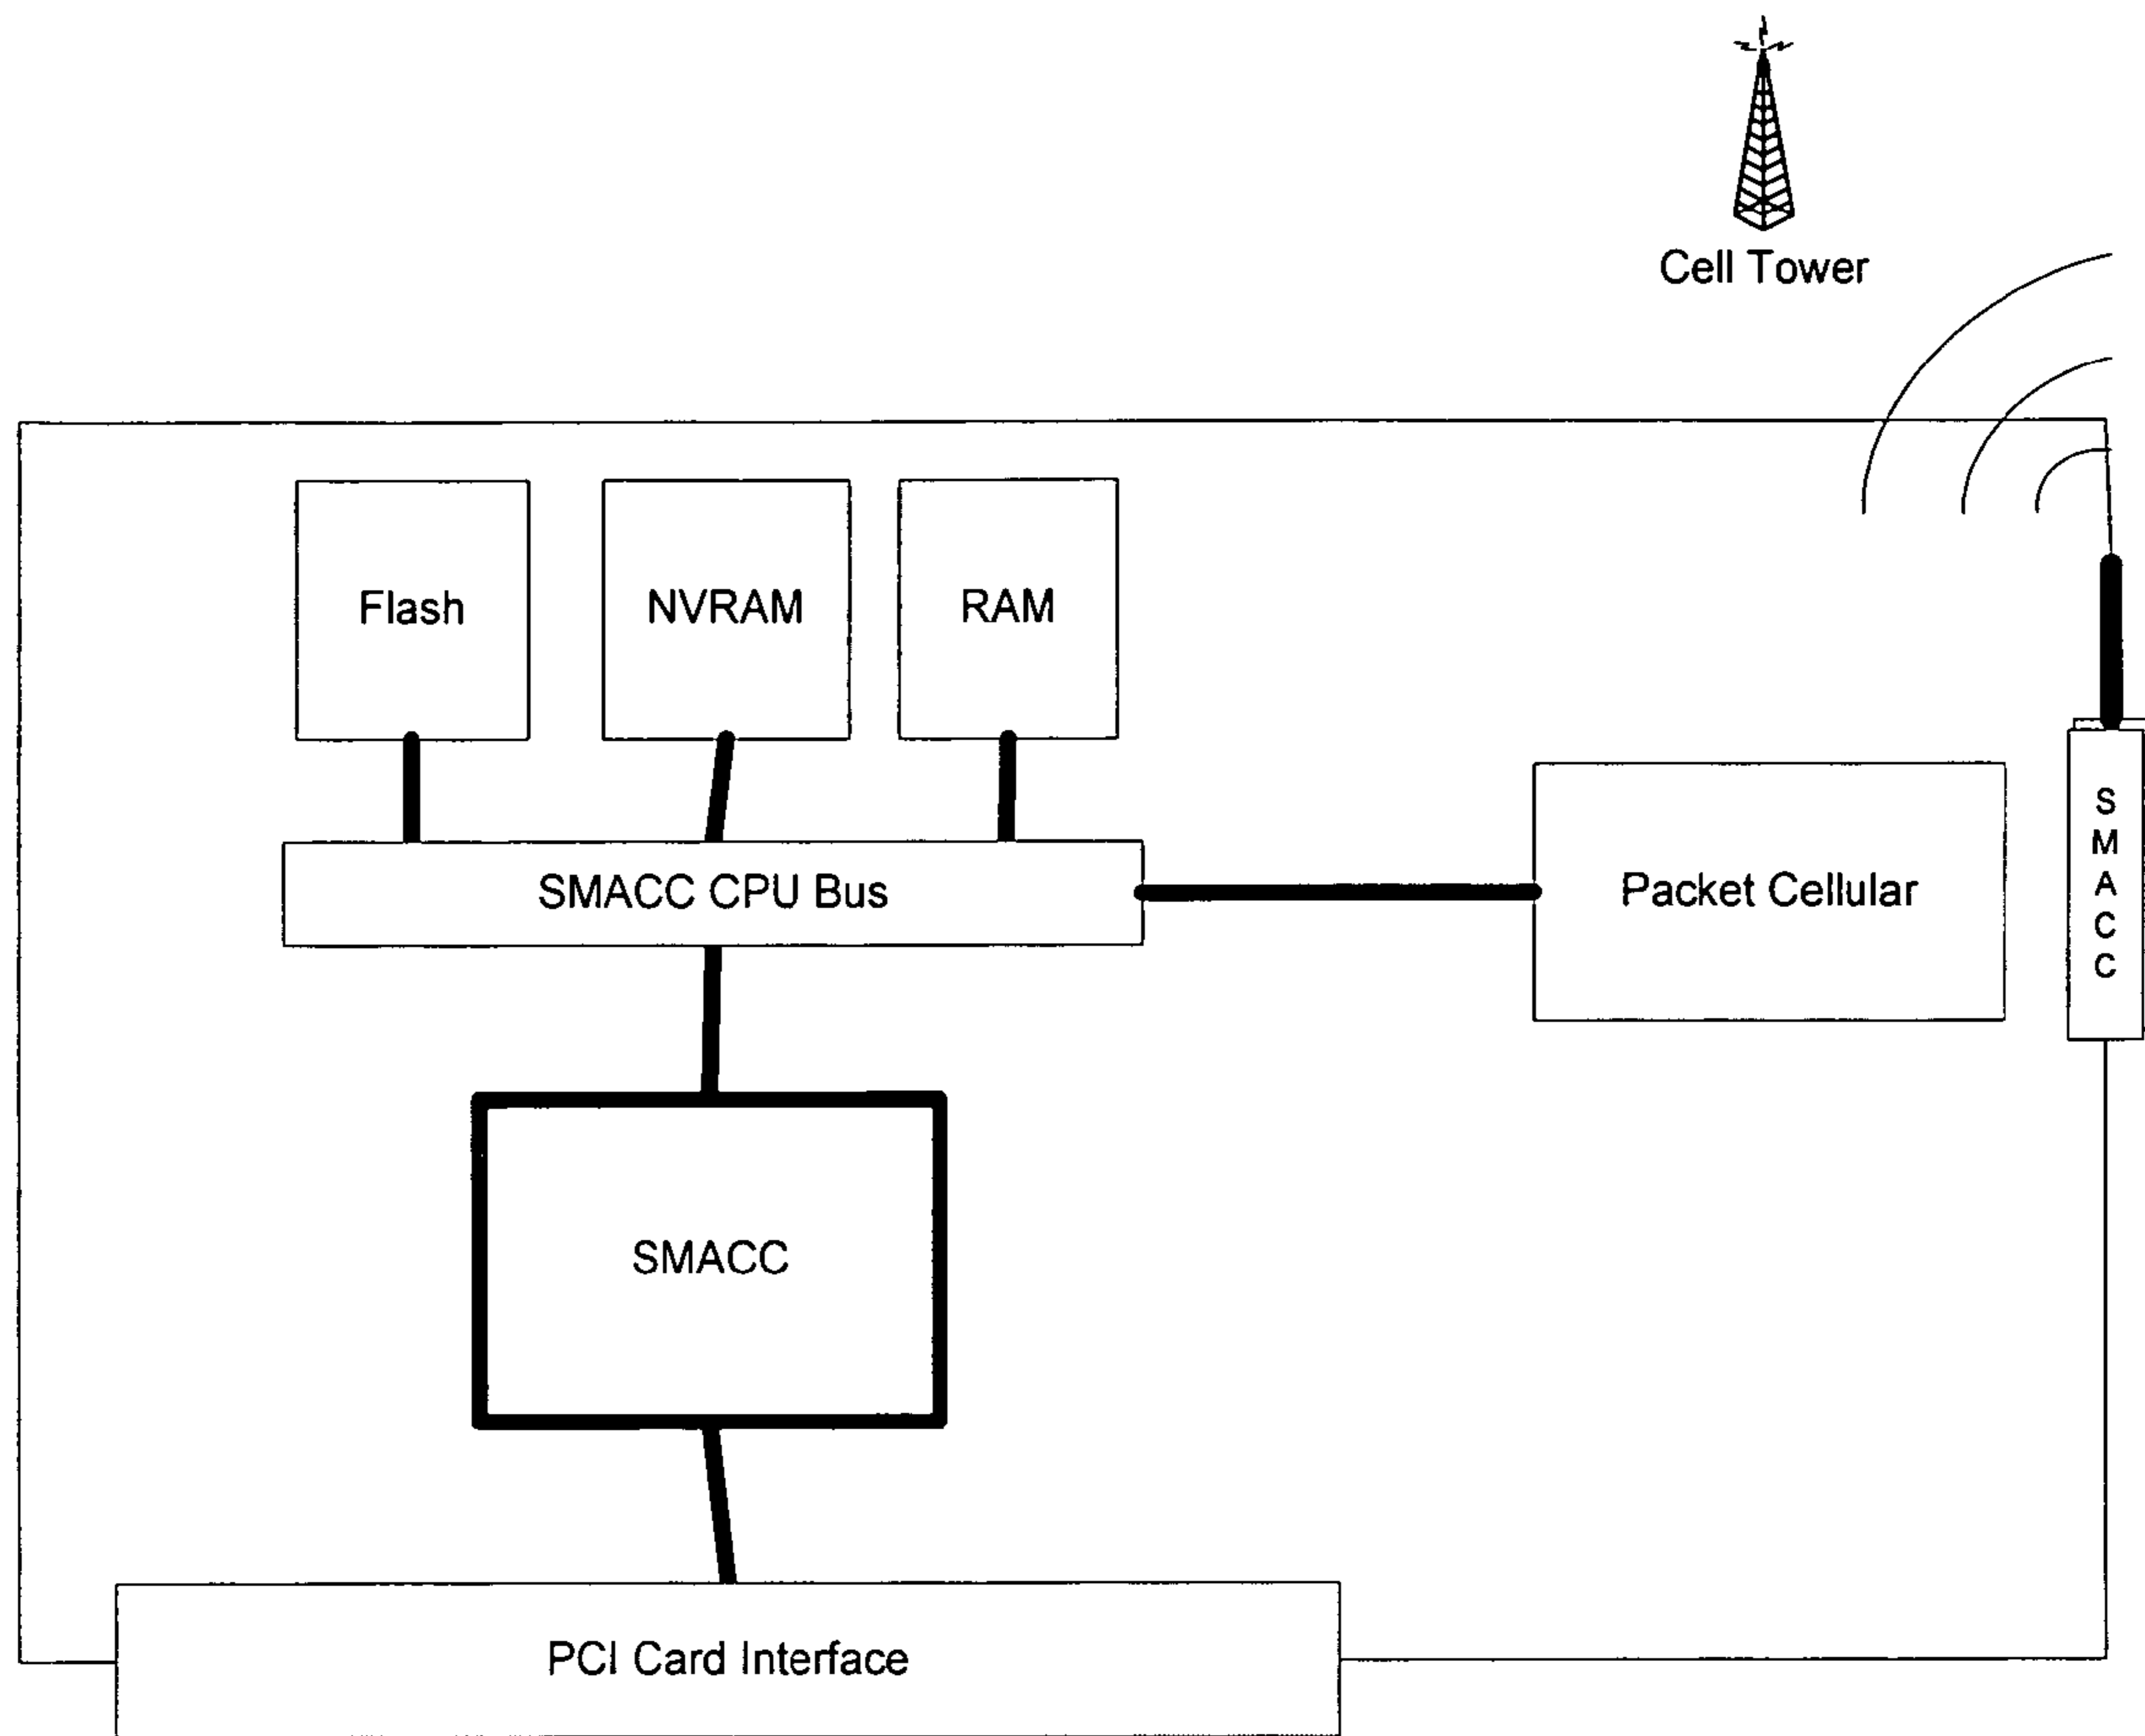 Cell Tower
Flash
NVRAM
RAM
SMACC CPU Bus
Packet Cellular
S
M
A
C
C
SMACC
PCI Card Interface